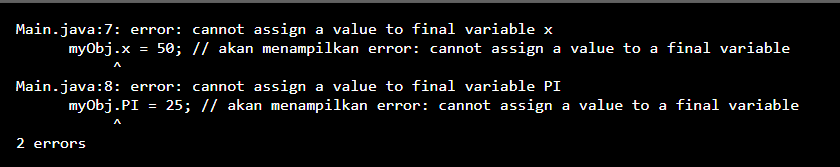 Main.java:7: error: cannot assign a value to final variable x
      myObj.x = 50; // akan menampilkan error: cannot assign a value to a final variable
           ^
Main.java:8: error: cannot assign a value to final variable PI
      myObj.PI = 25; // akan menampilkan error: cannot assign a value to a final variable
           ^
2 errors